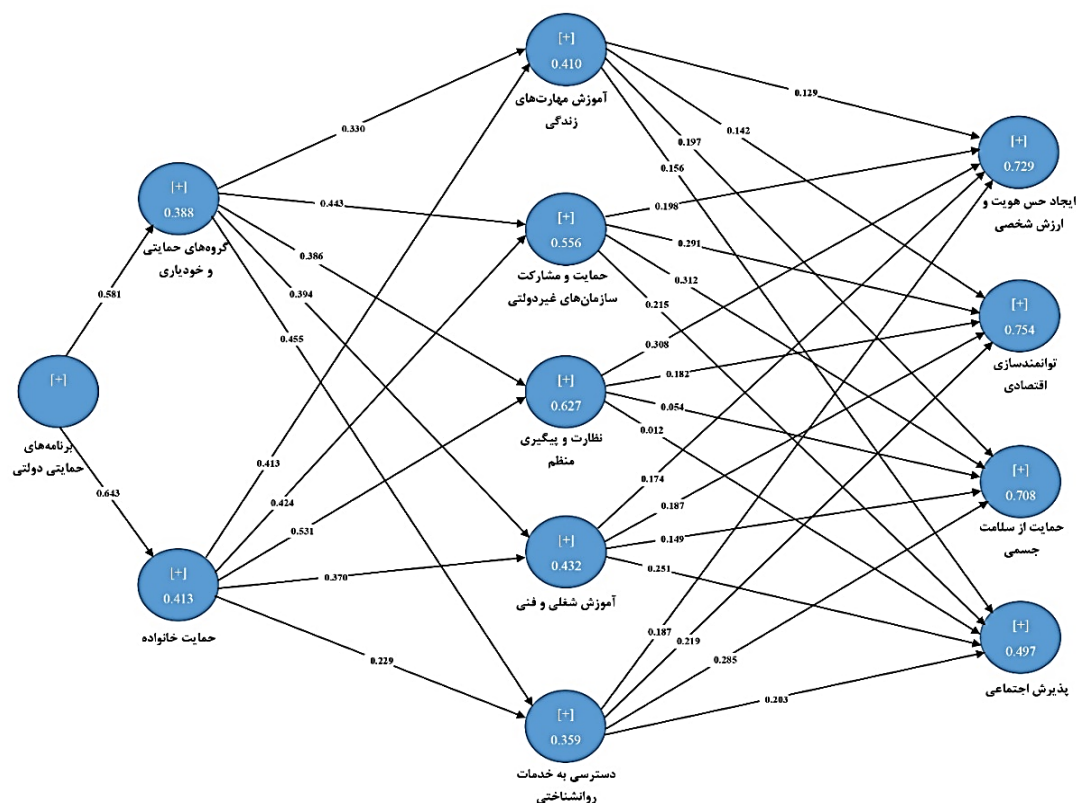 [+]
0.410
آموزش مهارت‌های
زندگی
0.129
0.142
0.197
0.156
0.330
[+]
0.729
ایجاد حس هویت و
ارزش شخصی
[+]
0.388
گروه‌های حمایتی
و خودیاری
0.443
[+]
0.556
حمایت و مشارکت
سازمان‌های غیردولتی
0.198
0.291
0.312
0.215
0.386
0.394
0.455
0.581
[+]
0.754
توانمندسازی
اقتصادی
[+]
برنامه‌های
حمایتی دولتی
[+]
0.627
نظارت و پیگیری
منظم
0.308
0.182
0.054
0.012
0.643
0.413
0.424
0.531
0.370
0.229
[+]
0.708
حمایت از سلامت
جسمی
[+]
0.413
حمایت خانواده
[+]
0.432
آموزش شغلی و فنی
0.174
0.187
0.149
0.251
[+]
0.497
پذیرش اجتماعی
[+]
0.359
دسترسی به خدمات
روانشناختی
0.187
0.219
0.285
0.203